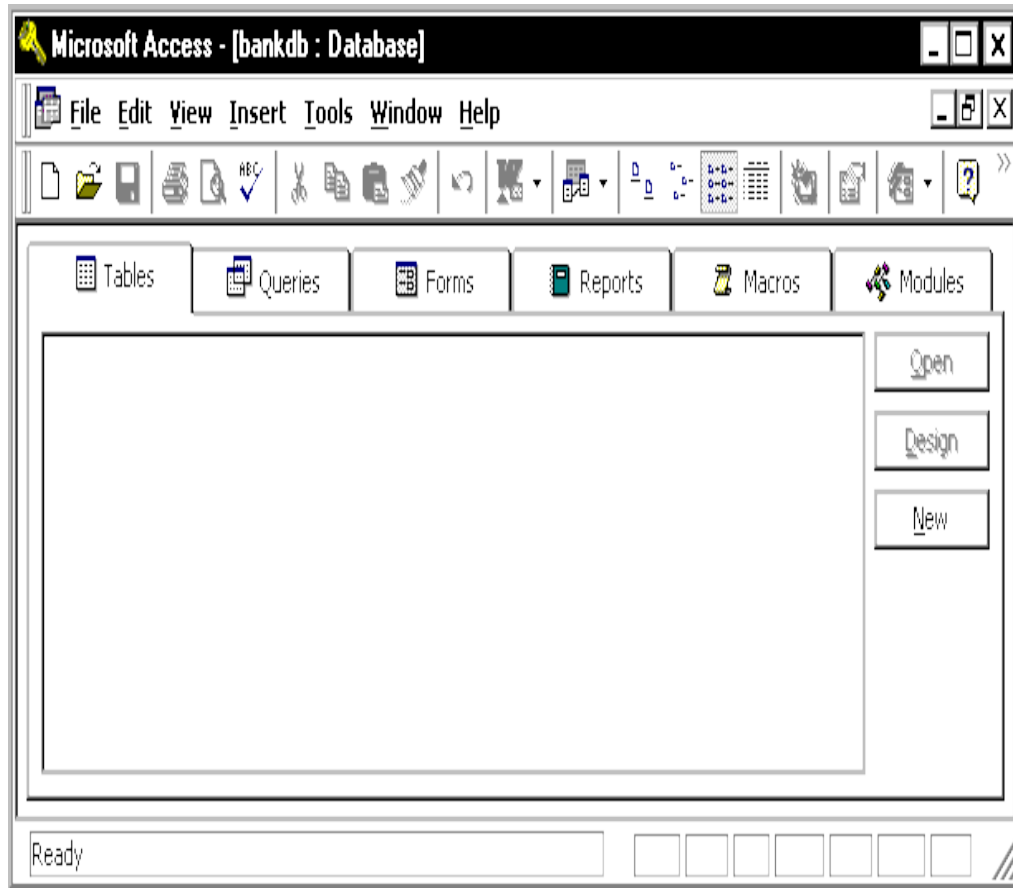 Microsoft Access - [bankdb : Database]
File Edit View Insert Tools Window Help
ABC
Tables Queries Forms Reports Macros Modules
Open
Design
New
Ready